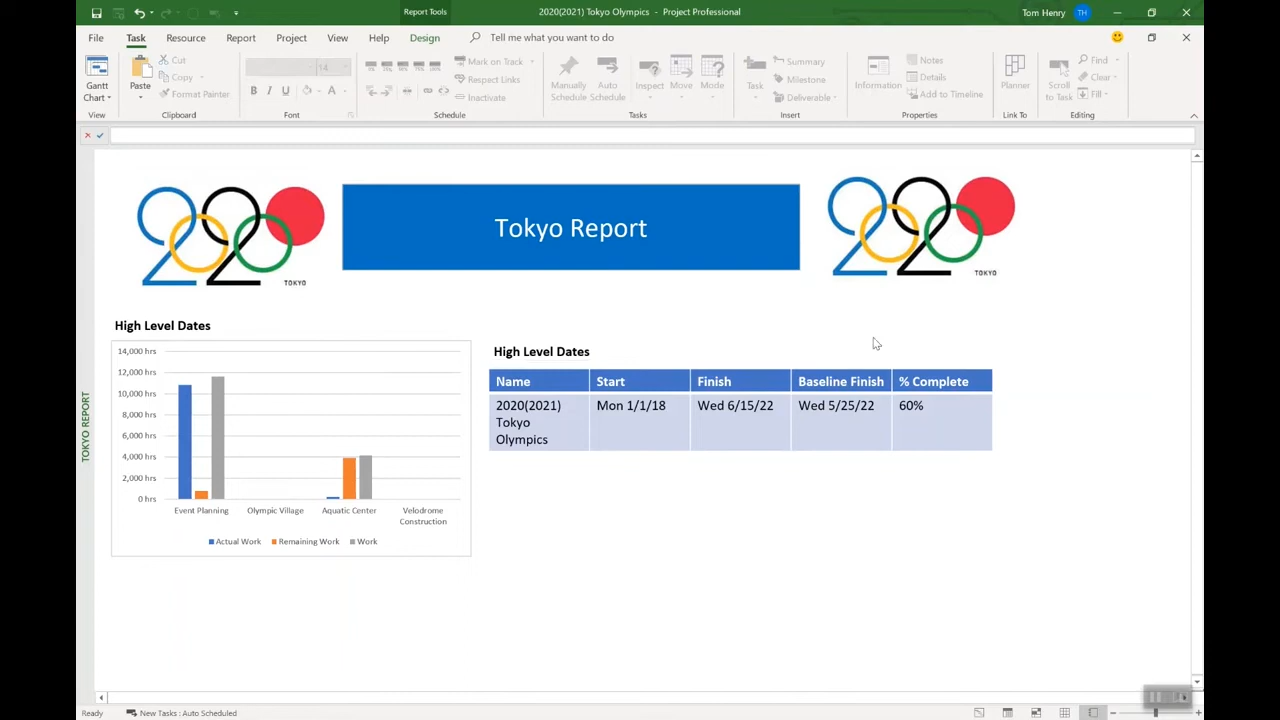 Report Tools
2020(2021) Tokyo Olympics - Project Professional
Tom Henry
TH
File
Task
Resource
Report
Project
View
Help
Design
Tell me what you want to do
Gantt
Chart
View
Paste
Cut
Copy
Format Painter
Clipboard
14
B I U A
Font
Mark on Track
Respect Links
Inactivate
Schedule
Manually
Schedule
Auto
Schedule
Inspect
Move
Mode
Tasks
Task
Summary
Milestone
Deliverable
Insert
Information
Notes
Details
Add to Timeline
Properties
Planner
Link To
Scroll
to Task
Find
Clear
Fill
Editing
TOKYO REPORT
TOKYO
Tokyo Report
TOKYO
High Level Dates
14,000 hrs
12,000 hrs
10,000 hrs
8,000 hrs
6,000 hrs
4,000 hrs
2,000 hrs
0 hrs
Event Planning
Olympic Village
Aquatic Center
Velodrome
Construction
Actual Work
Remaining Work
Work
High Level Dates
Name Start Finish Baseline Finish % Complete
2020(2021) Mon 1/1/18 Wed 6/15/22 Wed 5/25/22 60%
Tokyo
Olympics
Ready
New Tasks : Auto Scheduled